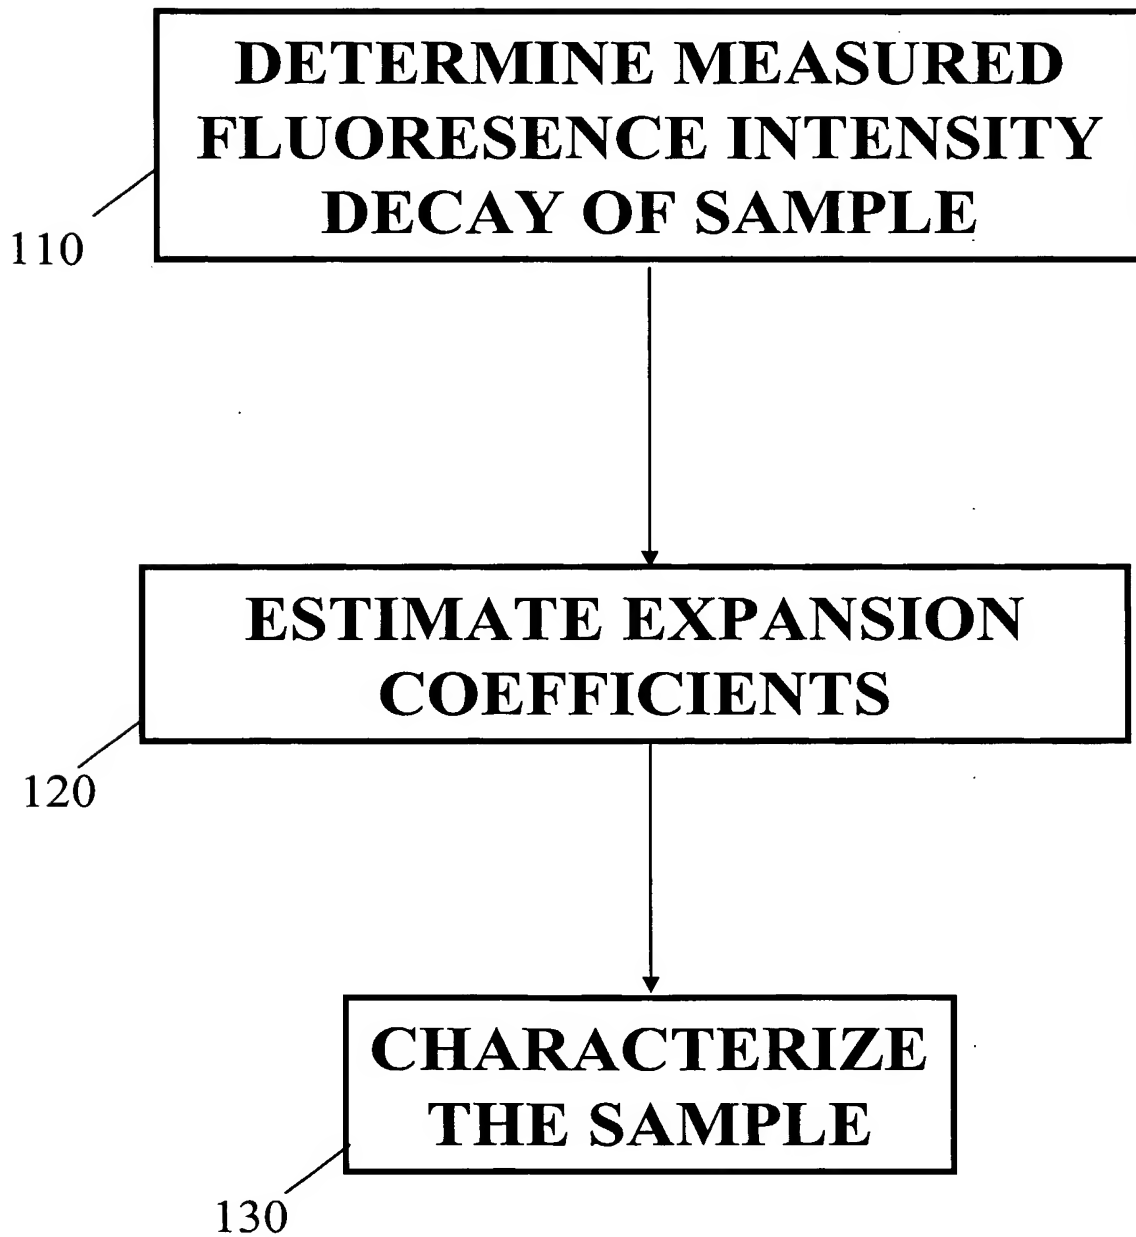 DETERMINE MEASURED
FLUORESENCE INTENSITY
DECAY OF SAMPLE
110
ESTIMATE EXPANSION
COEFFICIENTS
120
CHARACTERIZE
THE SAMPLE
130